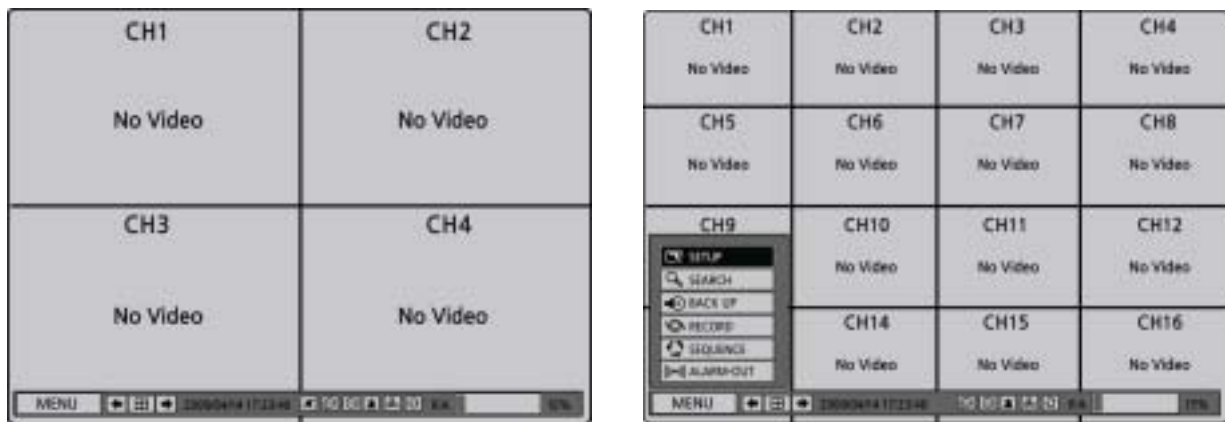 CH1 CH2
No Video No Video
CH3 CH4
No Video No Video
MENU
CH1 CH2 CH3 CH4
No Video No Video No Video No Video
CH5 CH6 CH7 CH8
No Video No Video No Video No Video
CH9 CH10 CH11 CH12
No Video No Video No Video
SETUP
SEARCH
BACK UP
RECORD
SEQUENCE
ALARM-OUT
CH14 CH15 CH16
No Video No Video No Video
MENU